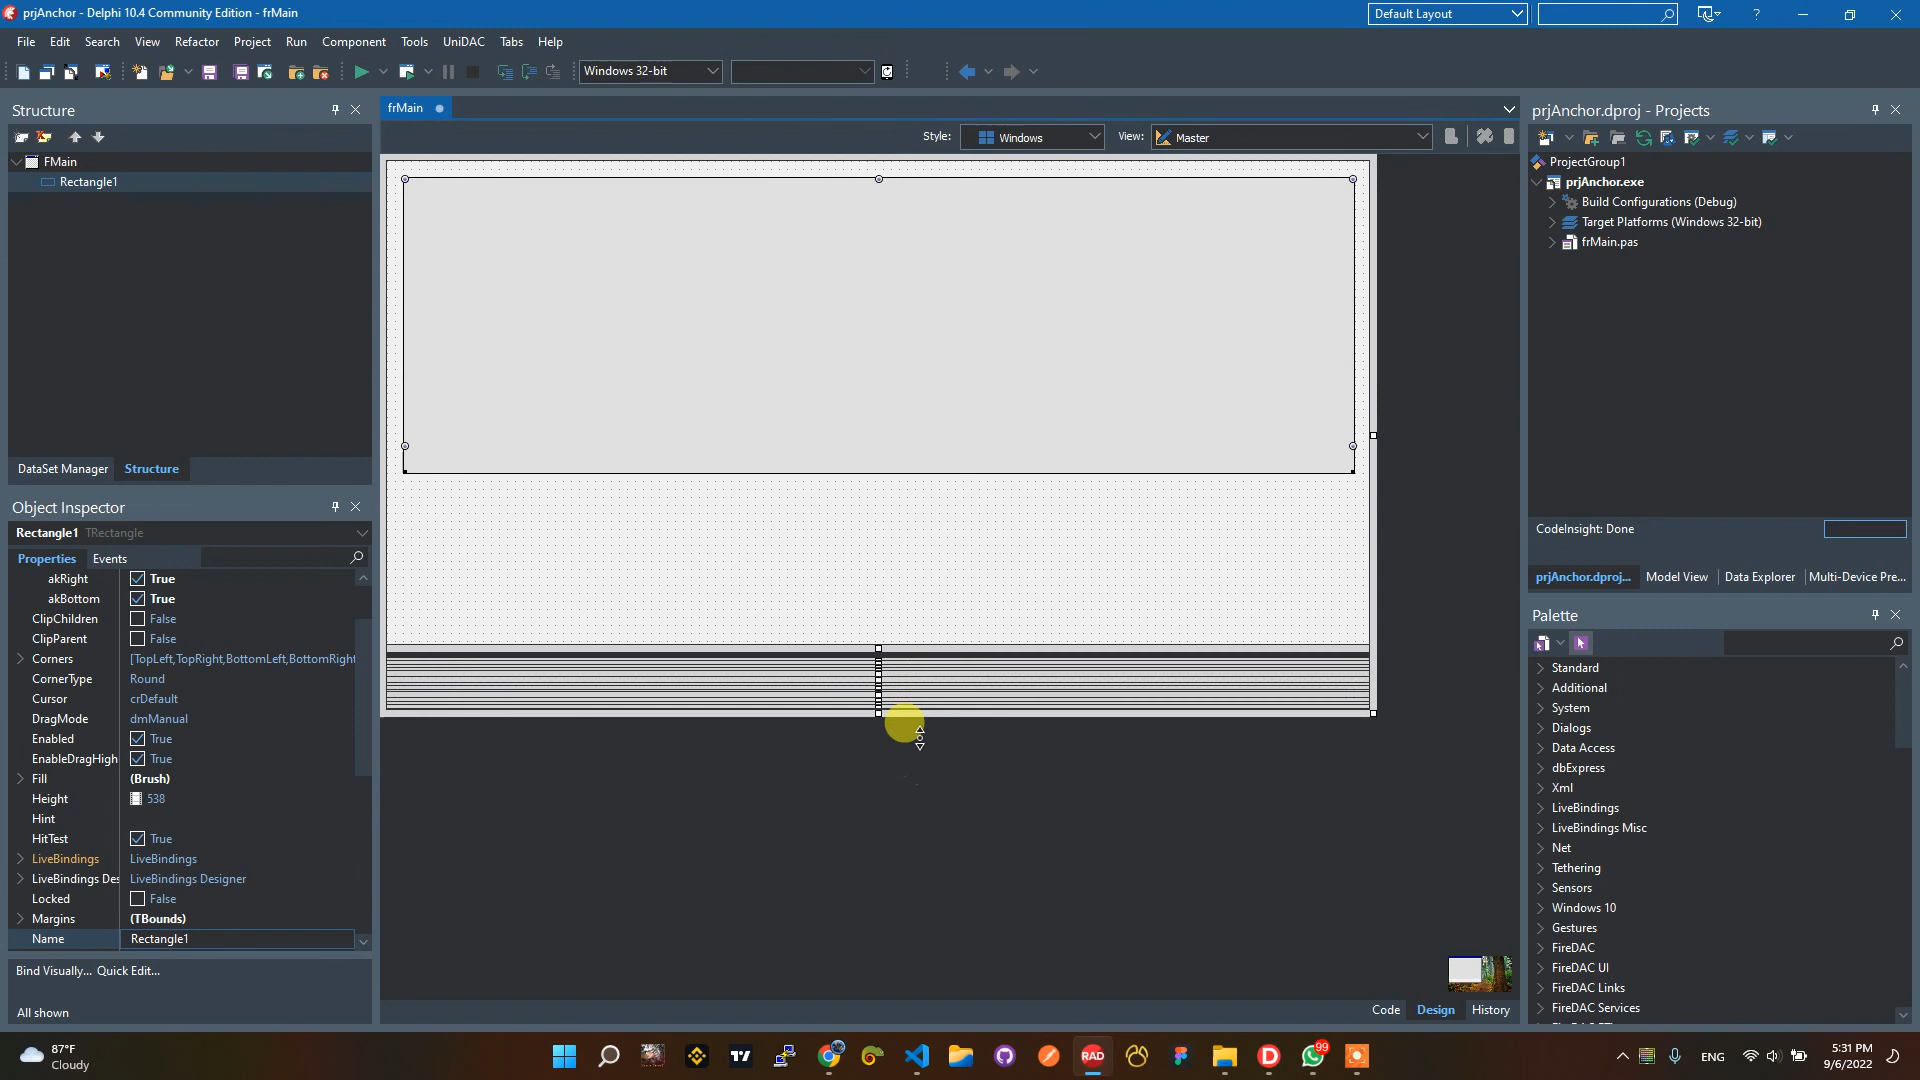 prjAnchor - Delphi 10.4 Community Edition - frMain
Default Layout
?
File Edit Search View Refactor Project Run Component Tools UniDAC Tabs Help
Windows 32-bit
Structure
frMain
prjAnchor.dproj - Projects
Style: Windows View: Master
FMain
Rectangle1
ProjectGroup1
prjAnchor.exe
Build Configurations (Debug)
Target Platforms (Windows 32-bit)
frMain.pas
DataSet Manager Structure
Object Inspector
Rectangle1 TRectangle
Properties Events
akRight True
akBottom True
ClipChildren False
ClipParent False
Corners [TopLeft,TopRight,BottomLeft,BottomRight
CornerType Round
Cursor crDefault
DragMode dmManual
Enabled True
EnableDragHigh True
Fill (Brush)
Height 538
Hint
HitTest True
LiveBindings LiveBindings
LiveBindings Des LiveBindings Designer
Locked False
Margins (TBounds)
Name Rectangle1
Bind Visually... Quick Edit...
All shown
CodeInsight: Done
prjAnchor.dproj... Model View Data Explorer Multi-Device Pre...
Palette
Standard
Additional
System
Dialogs
Data Access
dbExpress
Xml
LiveBindings
LiveBindings Misc
Net
Tethering
Sensors
Windows 10
Gestures
FireDAC
FireDAC UI
FireDAC Links
FireDAC Services
Code Design History
87°F
Cloudy
RAD
99
ENG
5:31 PM
9/6/2022